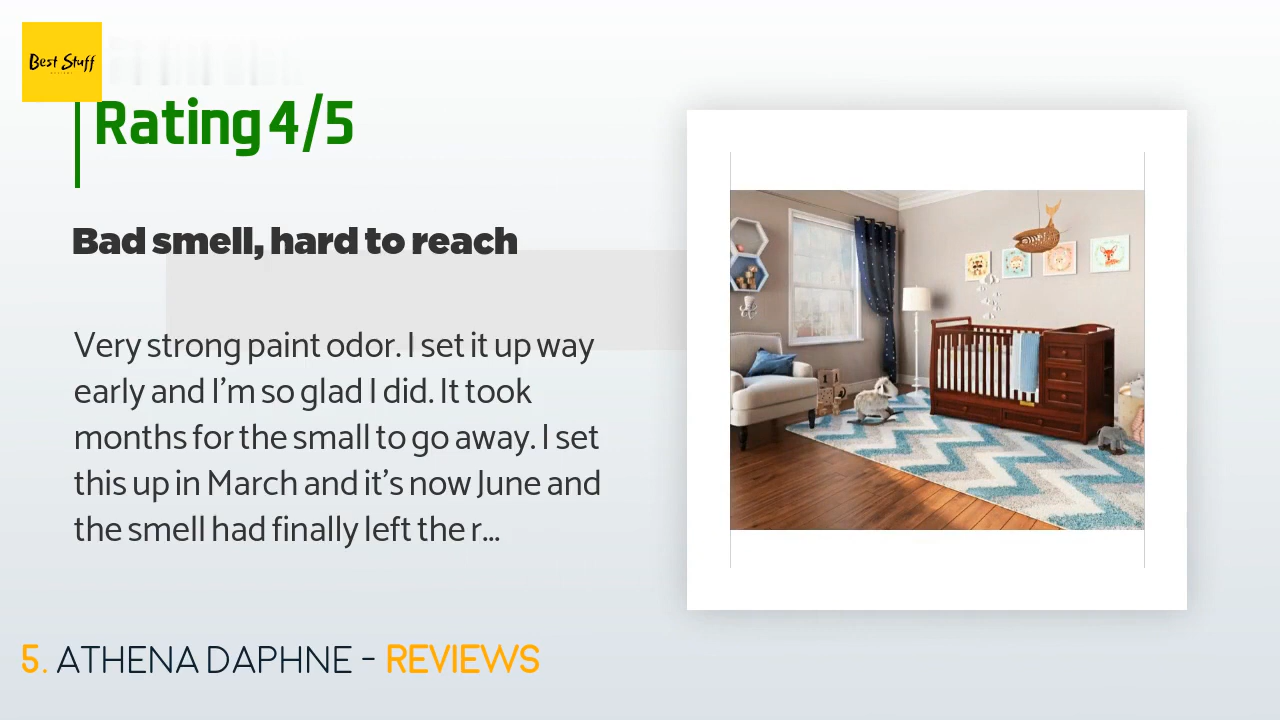 Best Stuff
Rating 4/5
Bad smell, hard to reach
Very strong paint odor. I set it up way
early and I'm so glad I did. It took
months for the small to go away. I set
this up in March and it's now June and
the smell had finally left the r...
5. ATHENA DAPHNE - REVIEWS